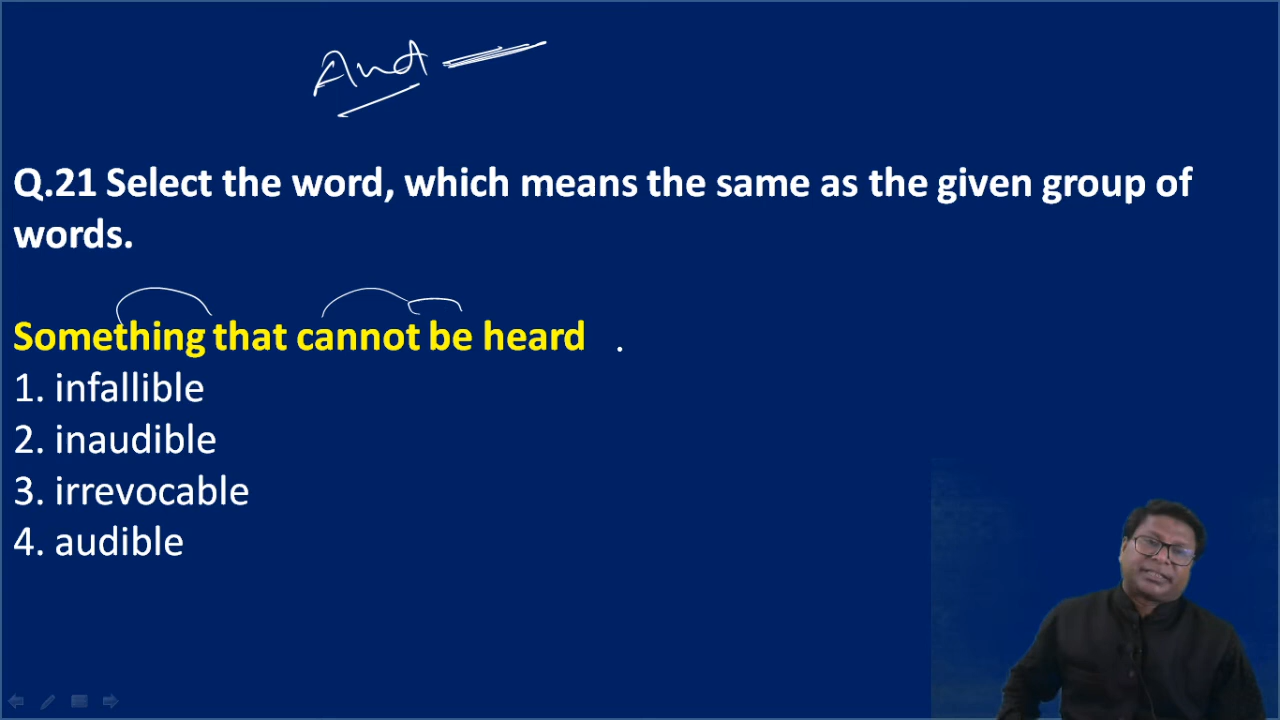 Q.21 Select the word, which means the same as the given group of
words.
Something that cannot be heard .
1. infallible
2. inaudible
3. irrevocable
4. audible